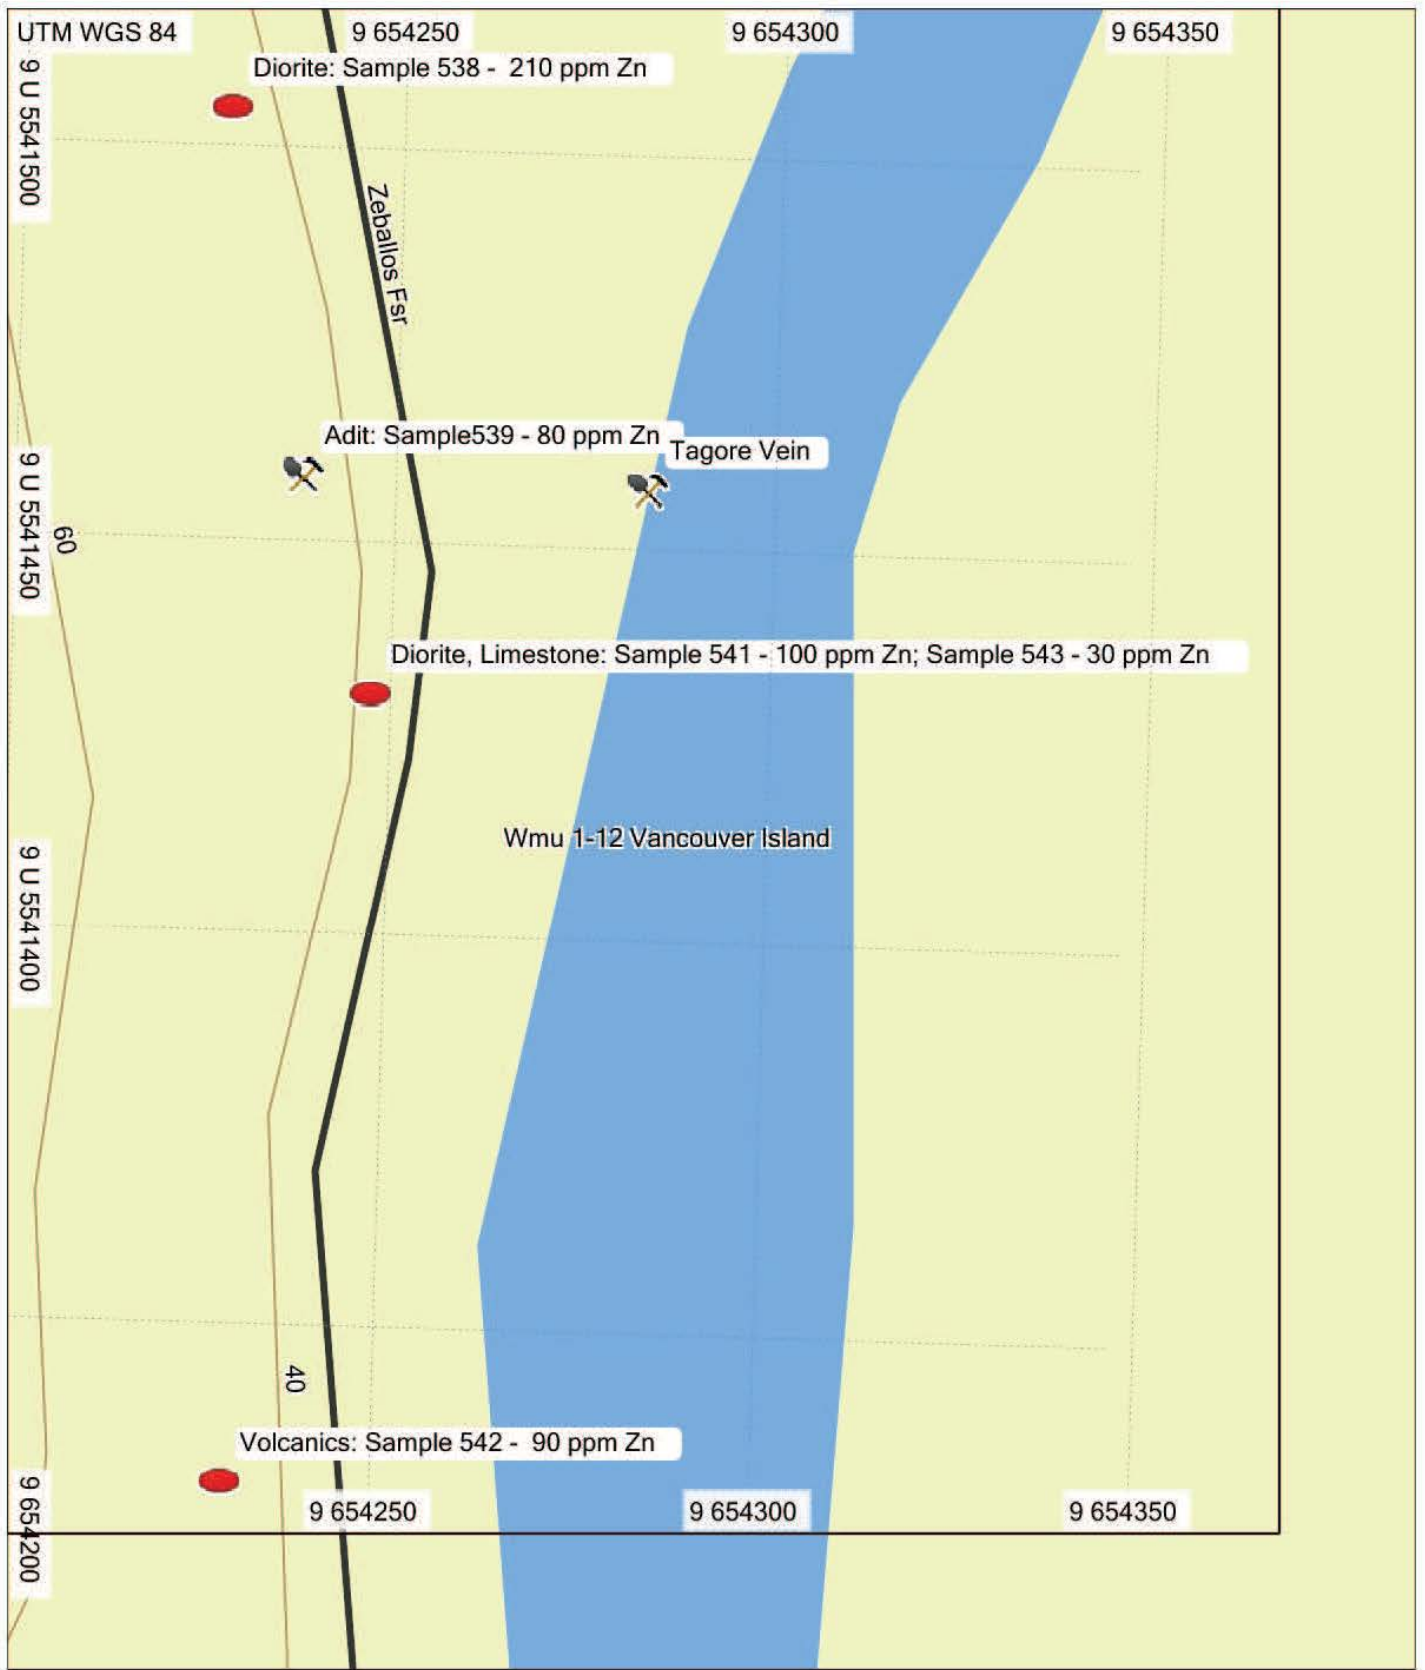 UTM WGS 84
9 654250
9 654300
9 654350
Diorite: Sample 538 - 210 ppm Zn
9 U 5541500
Zeballos Fsr
Adit: Sample539 - 80 ppm Zn
Tagore Vein
9 U 5541450
60
Diorite, Limestone: Sample 541 - 100 ppm Zn; Sample 543 - 30 ppm Zn
Wmu 1-12 Vancouver Island
9 U 5541400
40
Volcanics: Sample 542 - 90 ppm Zn
9 654200
9 654250
9 654300
9 654350